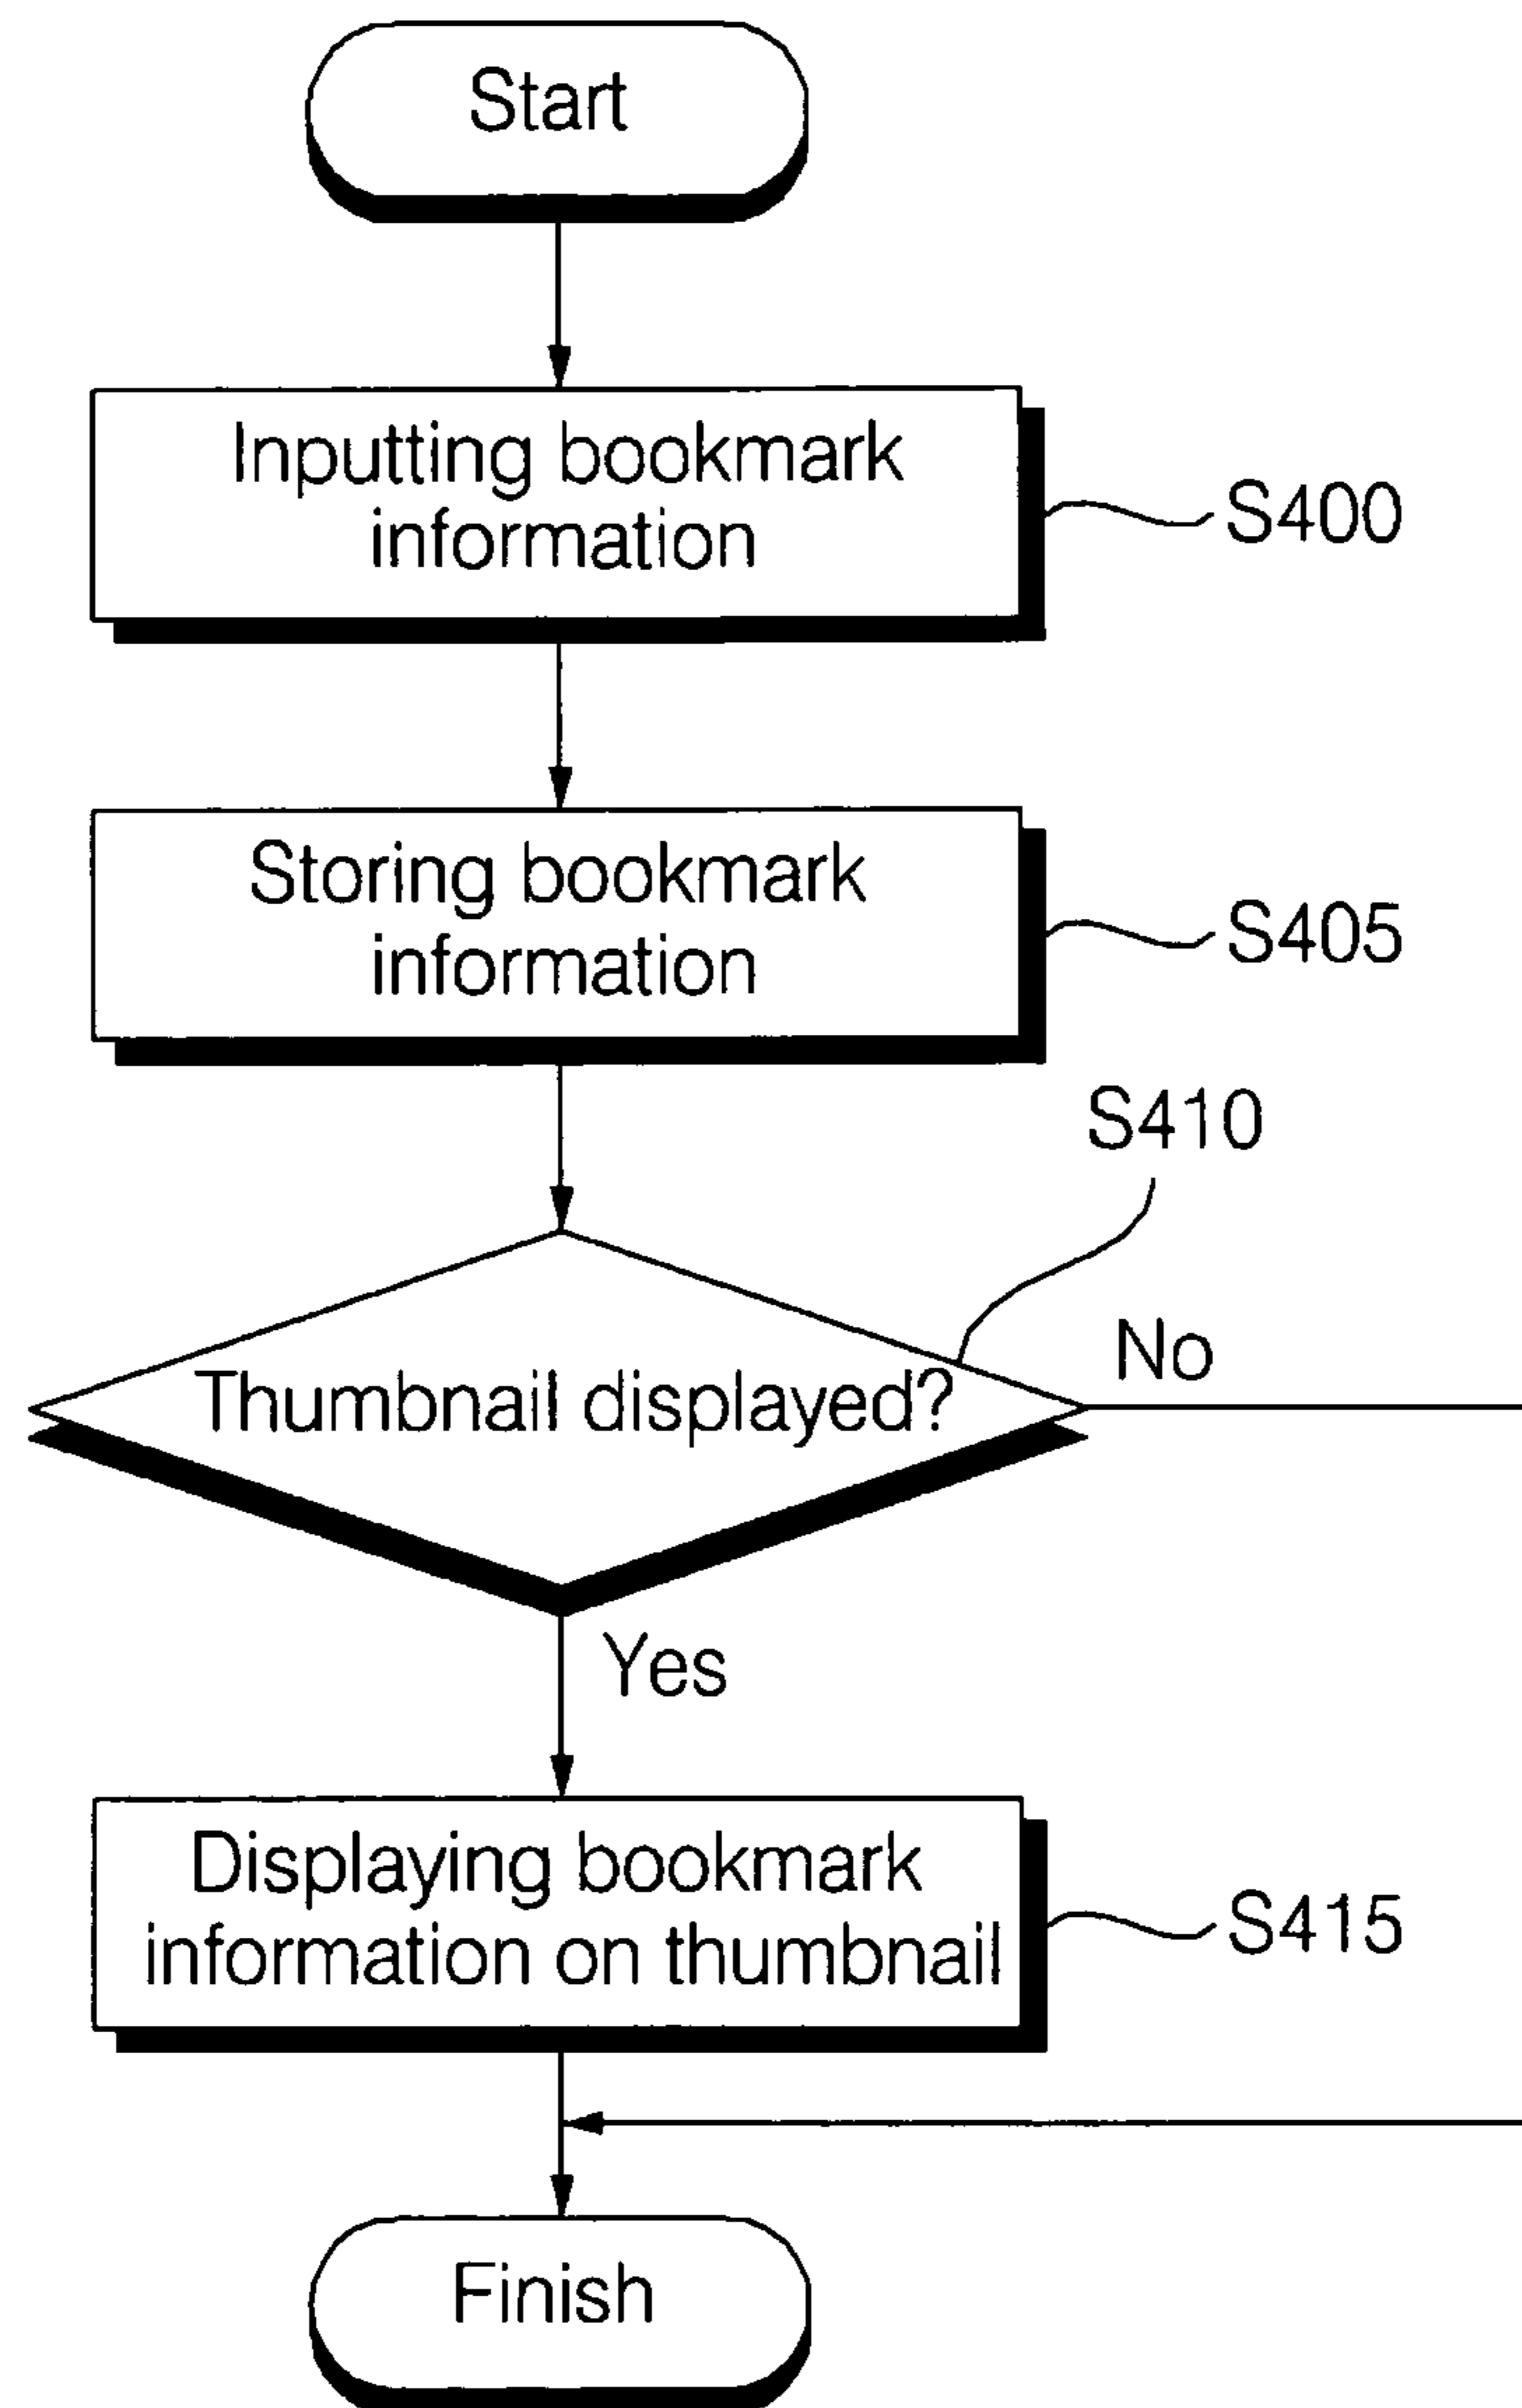 Start
Inputting bookmark
information
S400
Storing bookmark
information
S405
S410
Thumbnail displayed?
No
Yes
Displaying bookmark
information on thumbnail
S415
Finish